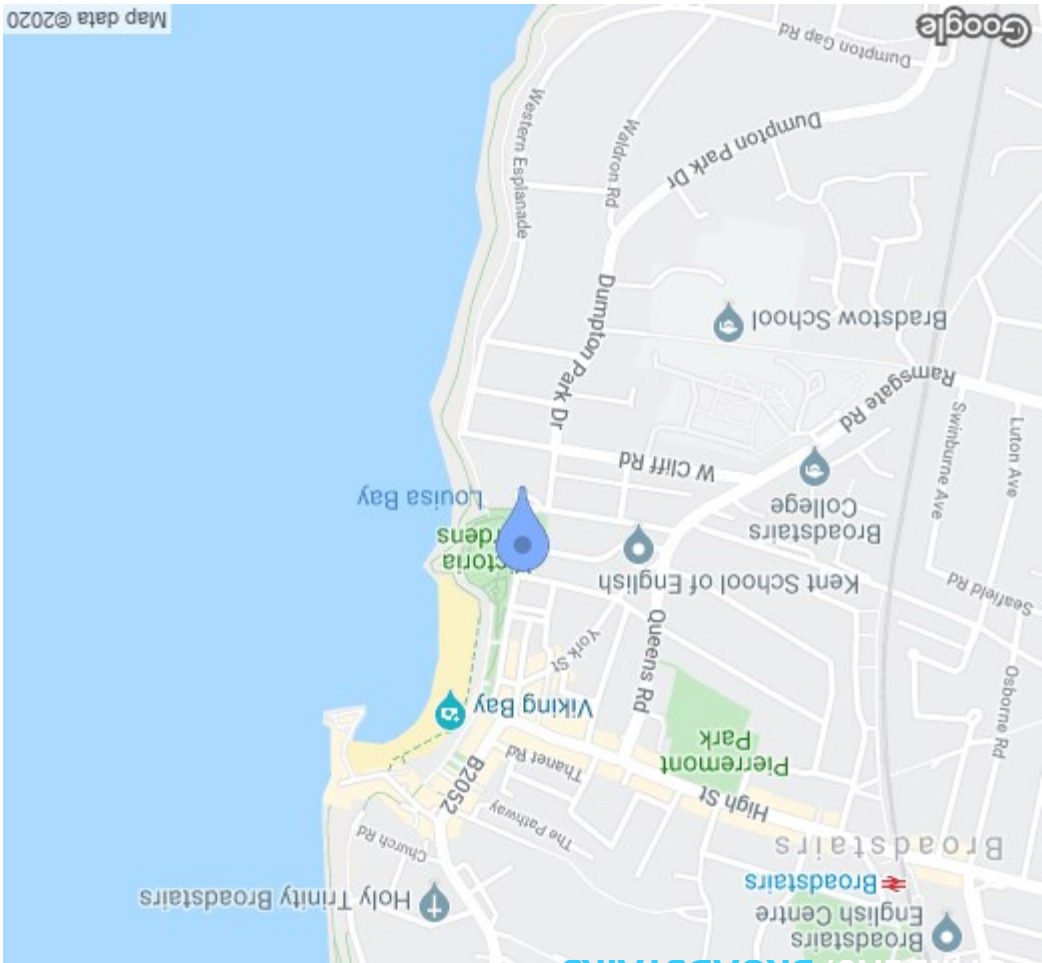 BROADSTAIRS
Broadstairs
English Centre
Holy Trinity Broadstairs
Broadstairs
Broadstairs
Church Rd
The Pathway
High St
B2052
Thanet Rd
Pierremont
Park
Viking Bay
Osborne Rd
Queens Rd
York St
Seafield Rd
Kent School of English
Victoria
Gardens
Broadstairs
College
Louisa Bay
W Cliff Rd
Luton Ave
Swinburne Ave
Ramsgate Rd
Dumpton Park Dr
Bradstow School
Dumpton Park Dr
Waldron Rd
Western Esplanade
Dumpton Gap Rd
Google
Map data ©2020